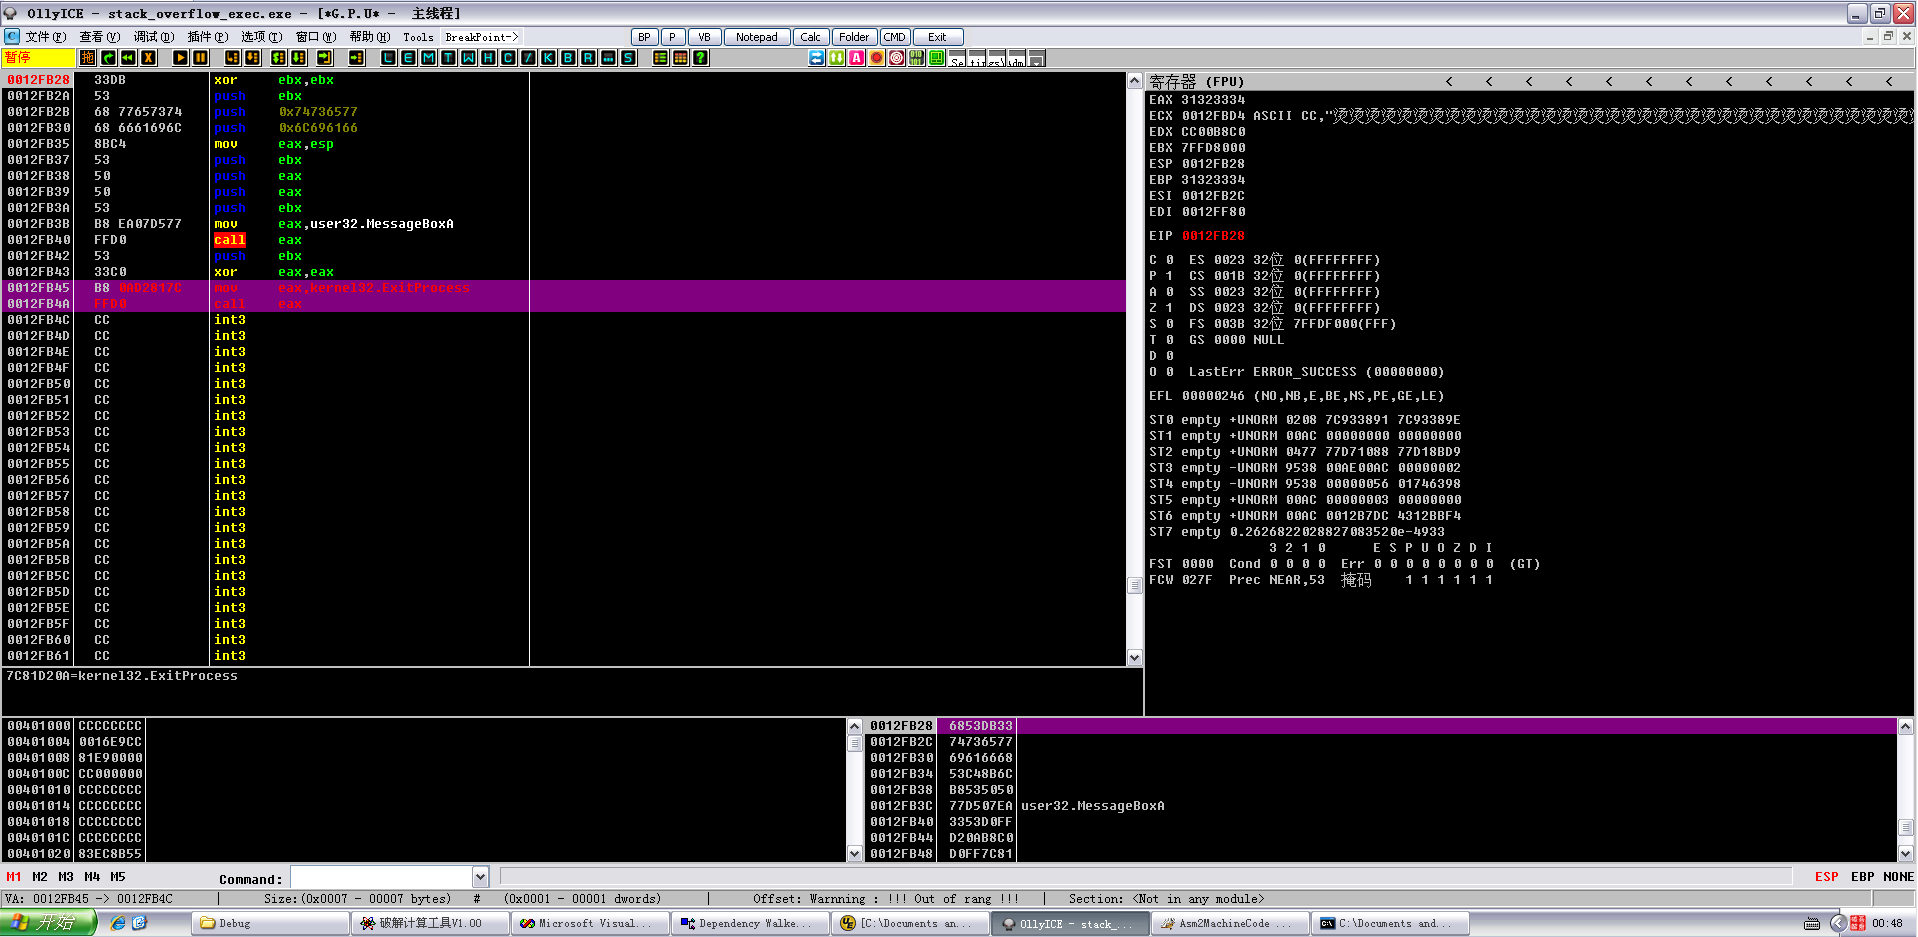 OllyICE - stack_overflow_exec.exe - [*G.P.U* - 主线程]
C 文件(F) 查看(V) 调试(D) 插件(P) 选项(T) 窗口(W) 帮助(H) Tools BreakPoint-> BP P VB Notepad Calc Folder CMD Exit
暂停 L E M T W H C / K B R ... S ?
0012FB28 33DB xor ebx,ebx
0012FB2A 53 push ebx
0012FB2B 68 77657374 push 0x74736577
0012FB30 68 6661696C push 0x6C696166
0012FB35 8BC4 mov eax,esp
0012FB37 53 push ebx
0012FB38 50 push eax
0012FB39 50 push eax
0012FB3A 53 push ebx
0012FB3B B8 EA07D577 mov eax,user32.MessageBoxA
0012FB40 FFD0 call eax
0012FB42 53 push ebx
0012FB43 33C0 xor eax,eax
0012FB45 B8 0AD2817C mov eax,kernel32.ExitProcess
0012FB4A FFD0 call eax
0012FB4C CC int3
0012FB4D CC int3
0012FB4E CC int3
0012FB4F CC int3
0012FB50 CC int3
0012FB51 CC int3
0012FB52 CC int3
0012FB53 CC int3
0012FB54 CC int3
0012FB55 CC int3
0012FB56 CC int3
0012FB57 CC int3
0012FB58 CC int3
0012FB59 CC int3
0012FB5A CC int3
0012FB5B CC int3
0012FB5C CC int3
0012FB5D CC int3
0012FB5E CC int3
0012FB5F CC int3
0012FB60 CC int3
0012FB61 CC int3
7C81D20A=kernel32.ExitProcess
寄存器 (FPU) < < < < < < < < < < < <
EAX 31323334
ECX 0012FBD4 ASCII CC,"烫烫烫烫烫烫烫烫烫烫烫烫烫烫烫烫烫烫烫烫烫烫烫烫烫烫烫烫烫烫烫烫烫烫烫烫
EDX CC00B8C0
EBX 7FFD8000
ESP 0012FB28
EBP 31323334
ESI 0012FB2C
EDI 0012FF80
EIP 0012FB28
C 0 ES 0023 32位 0(FFFFFFFF)
P 1 CS 001B 32位 0(FFFFFFFF)
A 0 SS 0023 32位 0(FFFFFFFF)
Z 1 DS 0023 32位 0(FFFFFFFF)
S 0 FS 003B 32位 7FFDF000(FFF)
T 0 GS 0000 NULL
D 0
O 0 LastErr ERROR_SUCCESS (00000000)
EFL 00000246 (NO,NB,E,BE,NS,PE,GE,LE)
ST0 empty +UNORM 0208 7C933891 7C93389E
ST1 empty +UNORM 00AC 00000000 00000000
ST2 empty +UNORM 0477 77D71088 77D18BD9
ST3 empty -UNORM 9538 00AE00AC 00000002
ST4 empty -UNORM 9538 00000056 01746398
ST5 empty +UNORM 00AC 00000003 00000000
ST6 empty +UNORM 00AC 0012B7DC 4312BBF4
ST7 empty 0.2626822028827083520e-4933
3 2 1 0 E S P U O Z D I
FST 0000 Cond 0 0 0 0 Err 0 0 0 0 0 0 0 0 (GT)
FCW 027F Prec NEAR,53 掩码 1 1 1 1 1 1
00401000 CCCCCCCC
00401004 0016E9CC
00401008 81E90000
0040100C CC000000
00401010 CCCCCCCC
00401014 CCCCCCCC
00401018 CCCCCCCC
0040101C CCCCCCCC
00401020 83EC8B55
0012FB28 6853DB33
0012FB2C 74736577
0012FB30 69616668
0012FB34 53C48B6C
0012FB38 B8535050
0012FB3C 77D507EA user32.MessageBoxA
0012FB40 3353D0FF
0012FB44 D20AB8C0
0012FB48 D0FF7C81
M1 M2 M3 M4 M5 Command: ESP EBP NONE
VA: 0012FB45 -> 0012FB4C Size:(0x0007 - 00007 bytes) # (0x0001 - 00001 dwords) Offset: Warnning : !!! Out of rang !!! Section: <Not in any module>
开始 Debug 破解计算工具V1.00 Microsoft Visual... Dependency Walke... [C:\Documents an... OllyICE - stack_... Asm2MachineCode ... C:\Documents and... 00:48